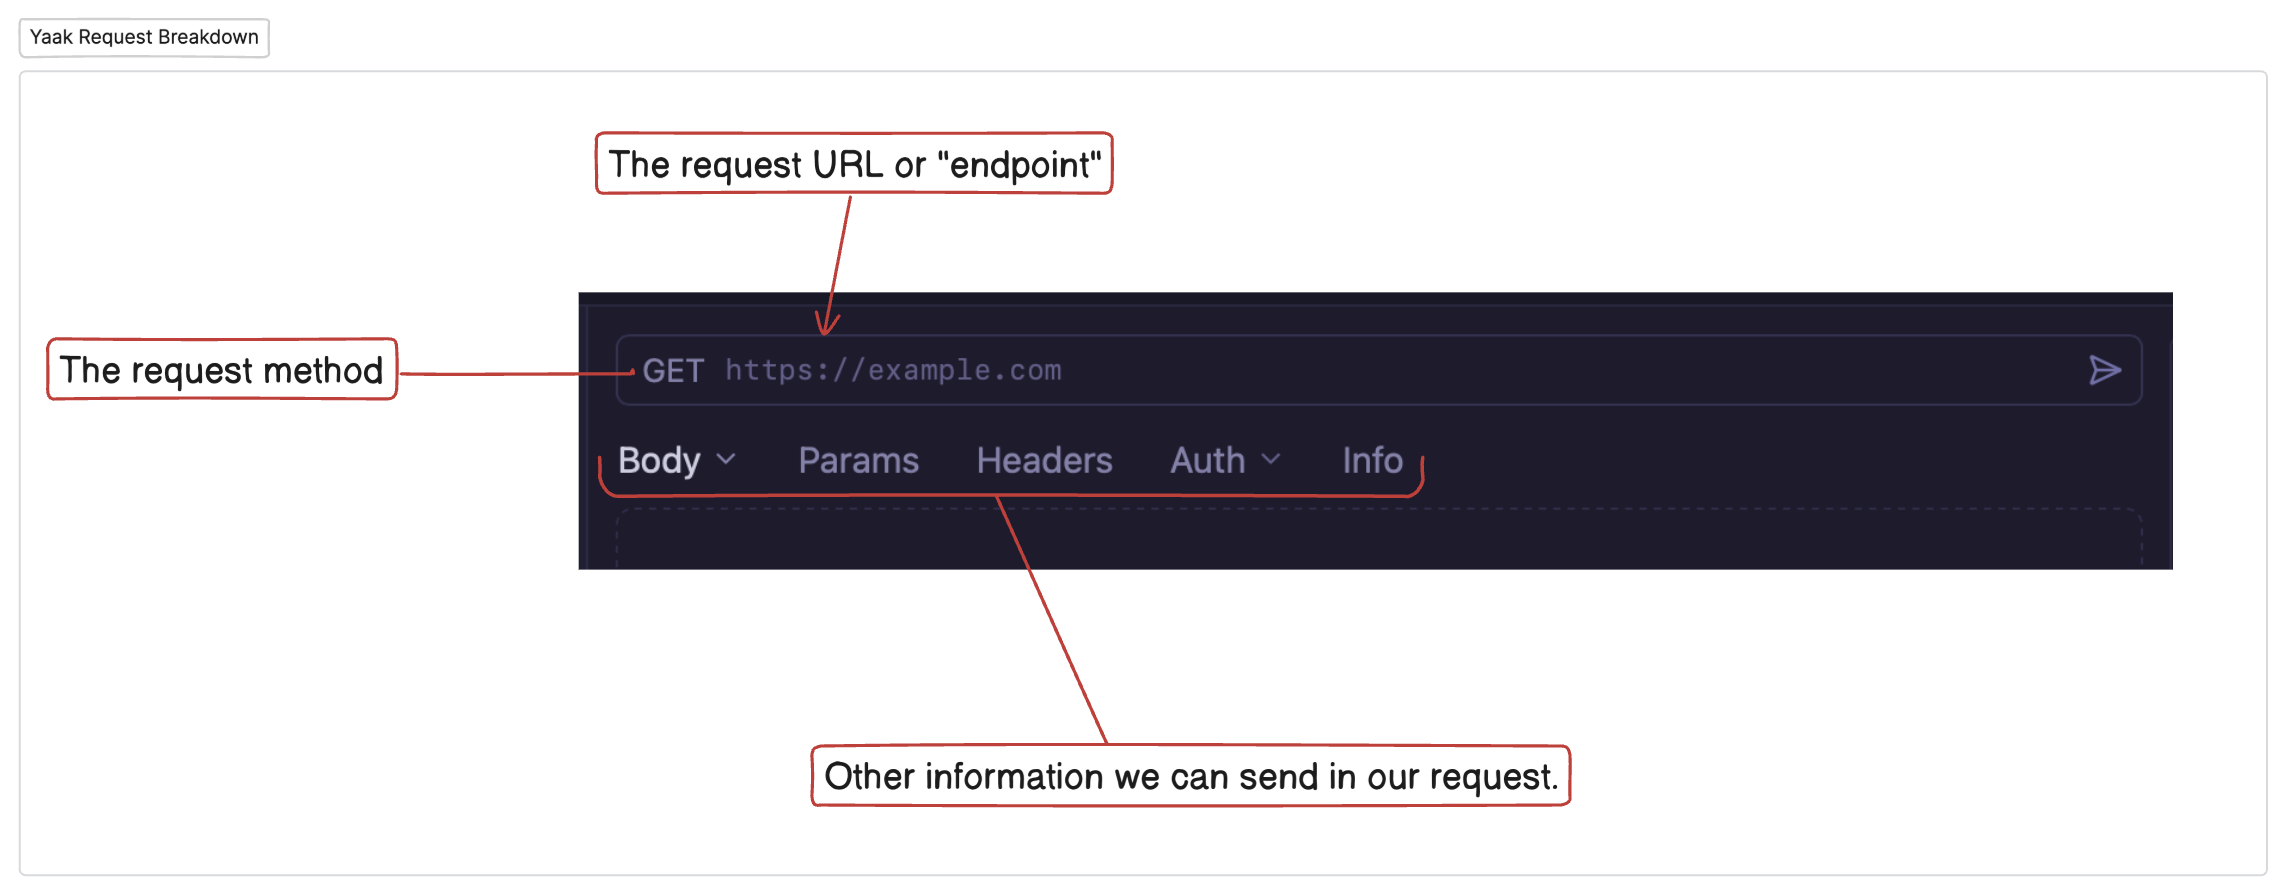 Yaak Request Breakdown
The request URL or "endpoint"
The request method
GET https://example.com
Body Params Headers Auth Info
Other information we can send in our request.